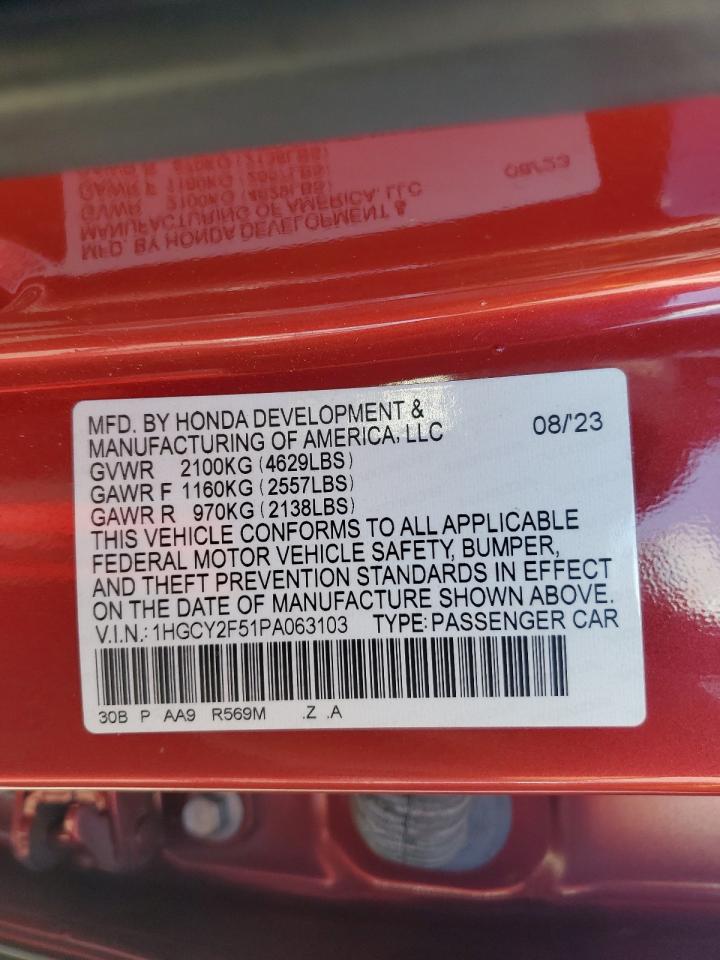 MFD. BY HONDA DEVELOPMENT &
MANUFACTURING OF AMERICA, LLC 08/'23
GVWR 2100KG (4629LBS)
GAWR F 1160KG (2557LBS)
GAWR R 970KG (2138LBS)
THIS VEHICLE CONFORMS TO ALL APPLICABLE
FEDERAL MOTOR VEHICLE SAFETY, BUMPER,
AND THEFT PREVENTION STANDARDS IN EFFECT
ON THE DATE OF MANUFACTURE SHOWN ABOVE.
V.I.N.: 1HGCY2F51PA063103 TYPE: PASSENGER CAR
30B P AA9 R569M .Z .A